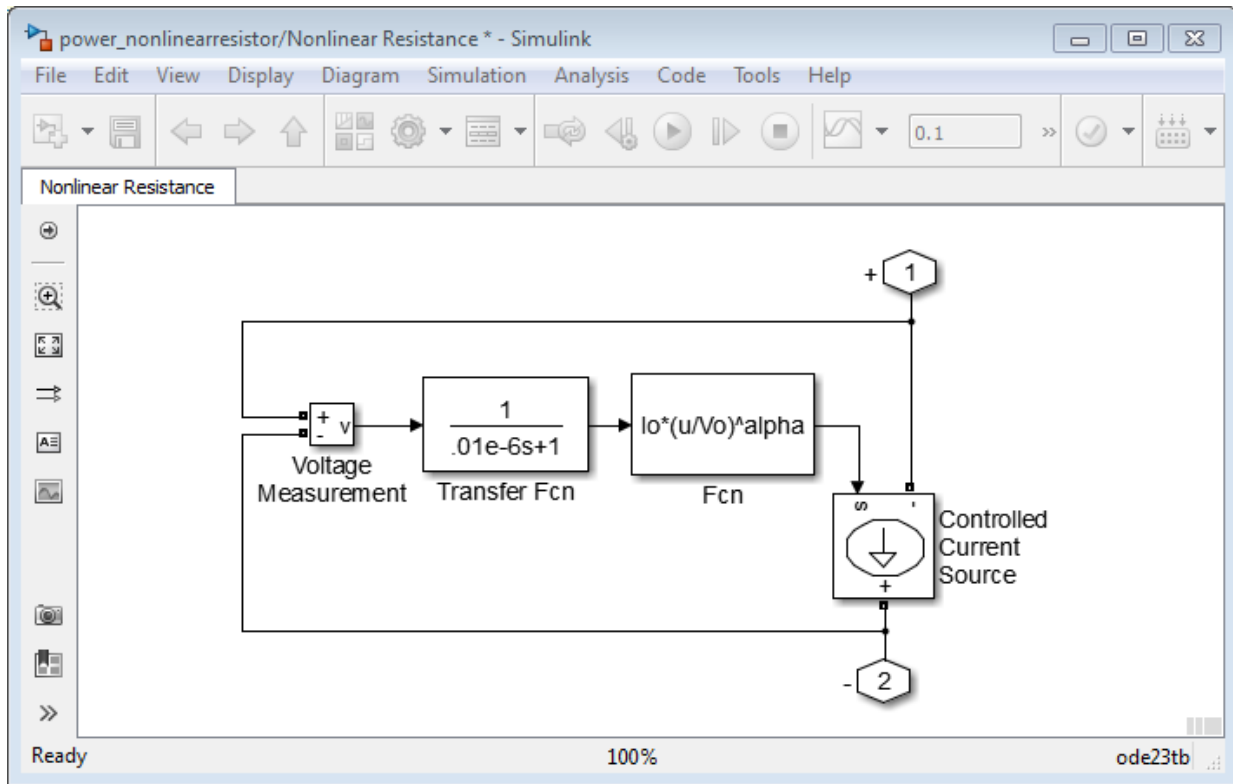 power_nonlinearresistor/Nonlinear Resistance * - Simulink
File Edit View Display Diagram Simulation Analysis Code Tools Help
0.1 »
Nonlinear Resistance
+ 1
+
- v
Voltage
Measurement
1
.01e-6s+1
Transfer Fcn
Io*(u/Vo)^alpha
Fcn
s -
+
Controlled
Current
Source
- 2
A
»
Ready 100% ode23tb